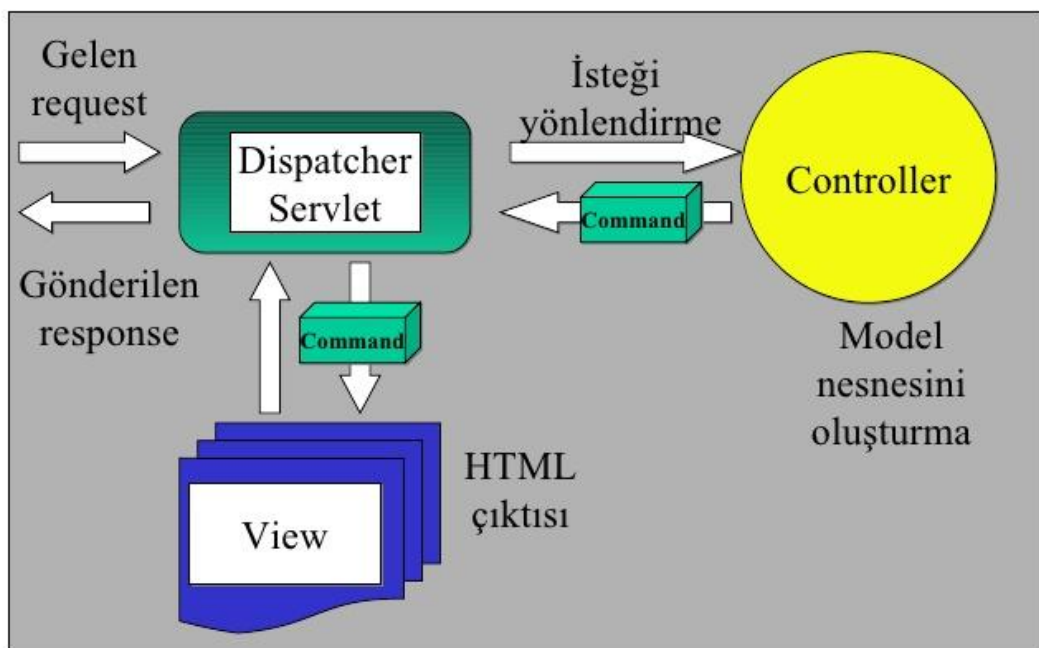 Gelen
request
İsteği
yönlendirme
Dispatcher
Servlet
Controller
Command
Gönderilen
response
Command
Model
nesnesini
oluşturma
HTML
çıktısı
View